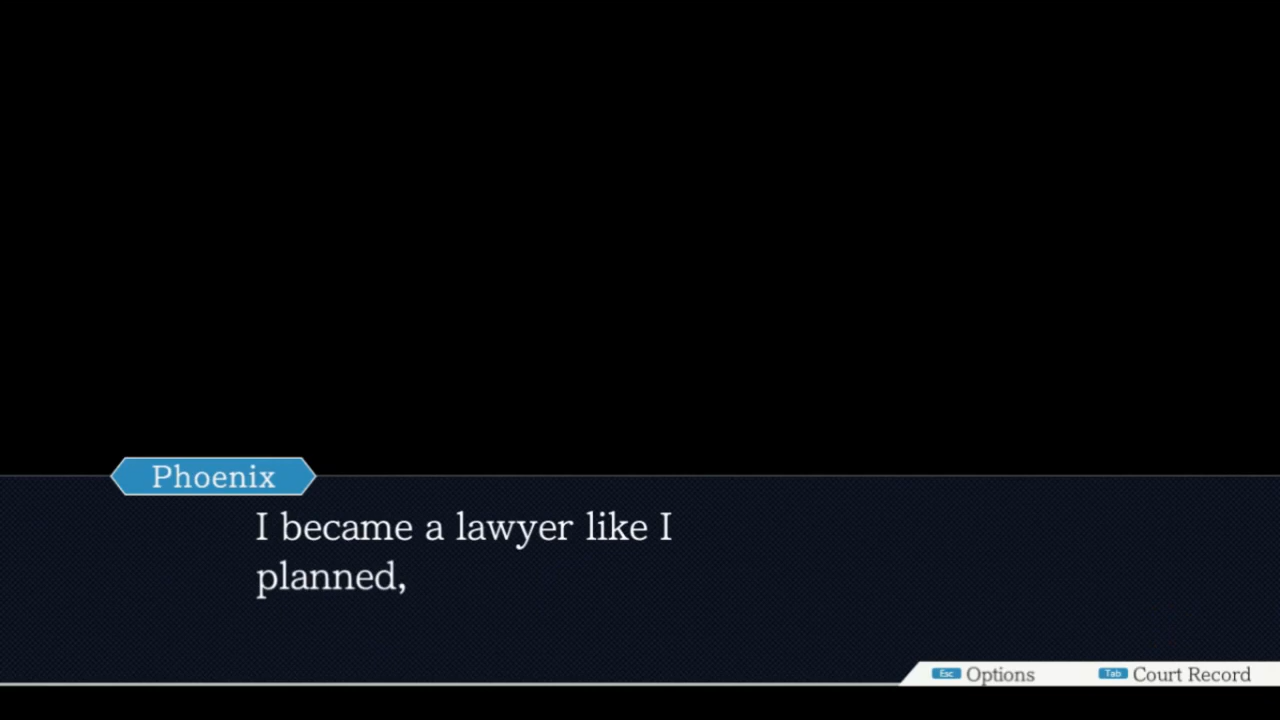 Phoenix
I became a lawyer like I
planned,
Esc Options Tab Court Record